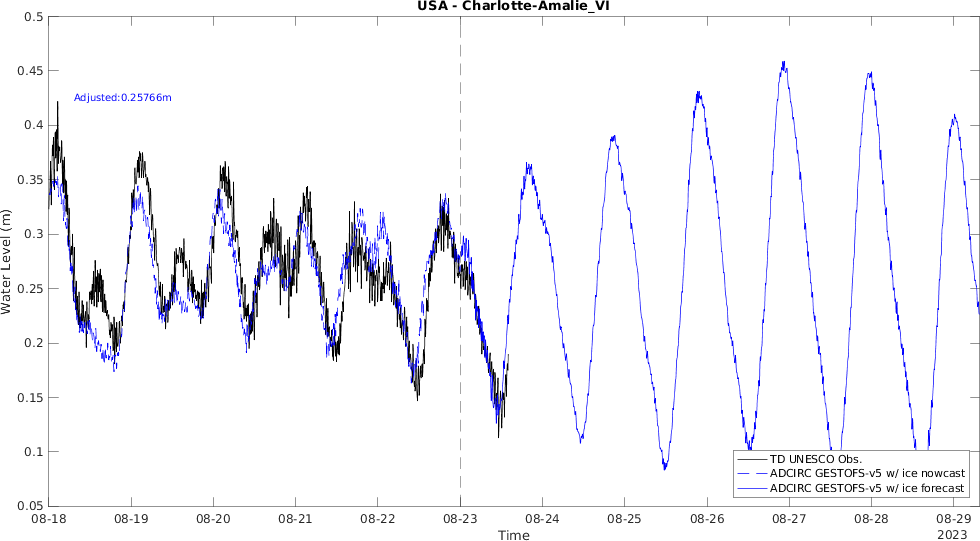 USA - Charlotte-Amalie_VI
0.5
0.45
0.4
0.35
0.3
0.25
0.2
0.15
0.1
0.05
Water Level (m)
Adjusted:0.25766m
TD UNESCO Obs.
ADCIRC GESTOFS-v5 w/ ice nowcast
ADCIRC GESTOFS-v5 w/ ice forecast
08-18 08-19 08-20 08-21 08-22 08-23 08-24 08-25 08-26 08-27 08-28 08-29
Time
2023